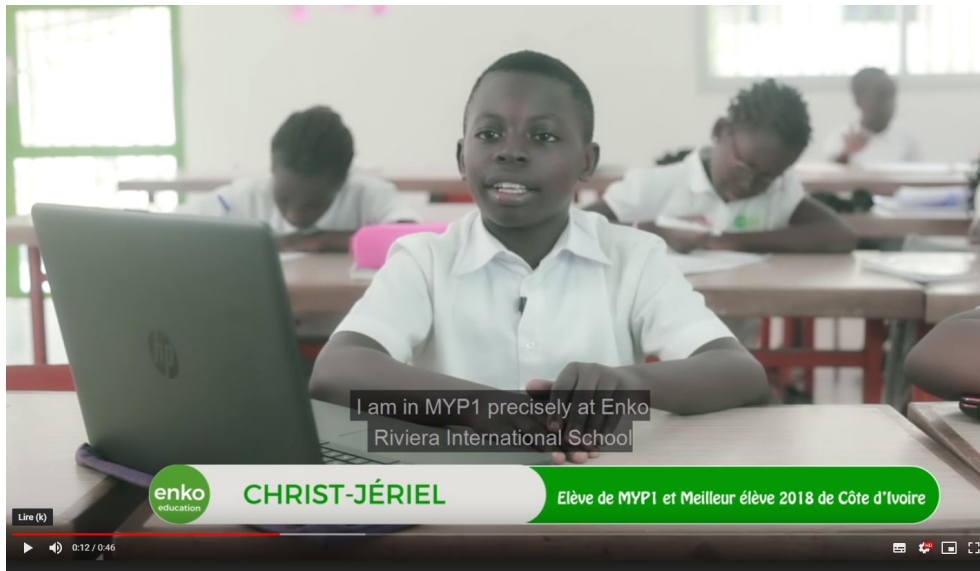 hp
I am in MYP1 precisely at Enko
Riviera International School
enko
education
CHRIST-JÉRIEL
Elève de MYP1 et Meilleur élève 2018 de Côte d'Ivoire
Lire (k)
0:12 / 0:46
HD